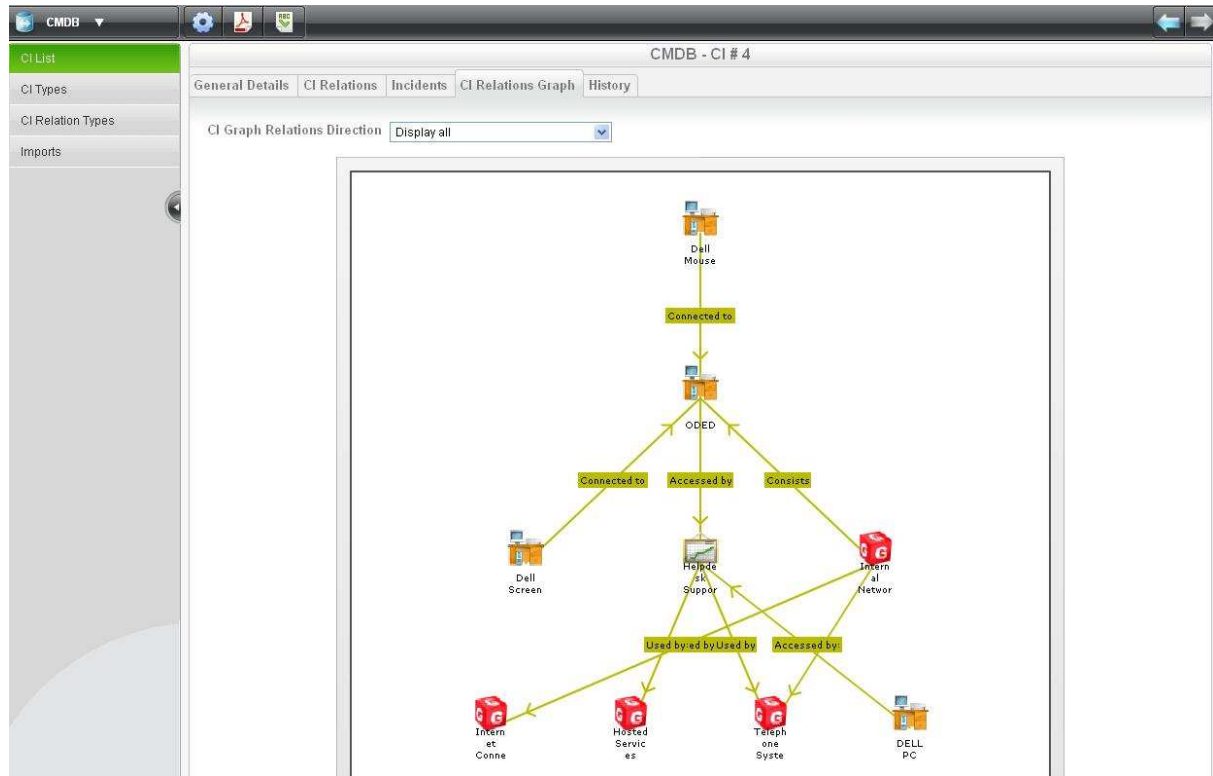 CMDB
ABC
CMDB - CI # 4
CI List
CI Types
CI Relation Types
Imports
General Details CI Relations Incidents CI Relations Graph History
CI Graph Relations Direction Display all
Dell
Mouse
Connected to
ODED
Connected to Accessed by Consists
Dell
Screen
Helpde
sk
Suppor
Intern
al
Networ
Used by:ed by Used by Accessed by:
Intern
et
Conne
Hosted
Servic
es
Teleph
one
Syste
DELL
PC